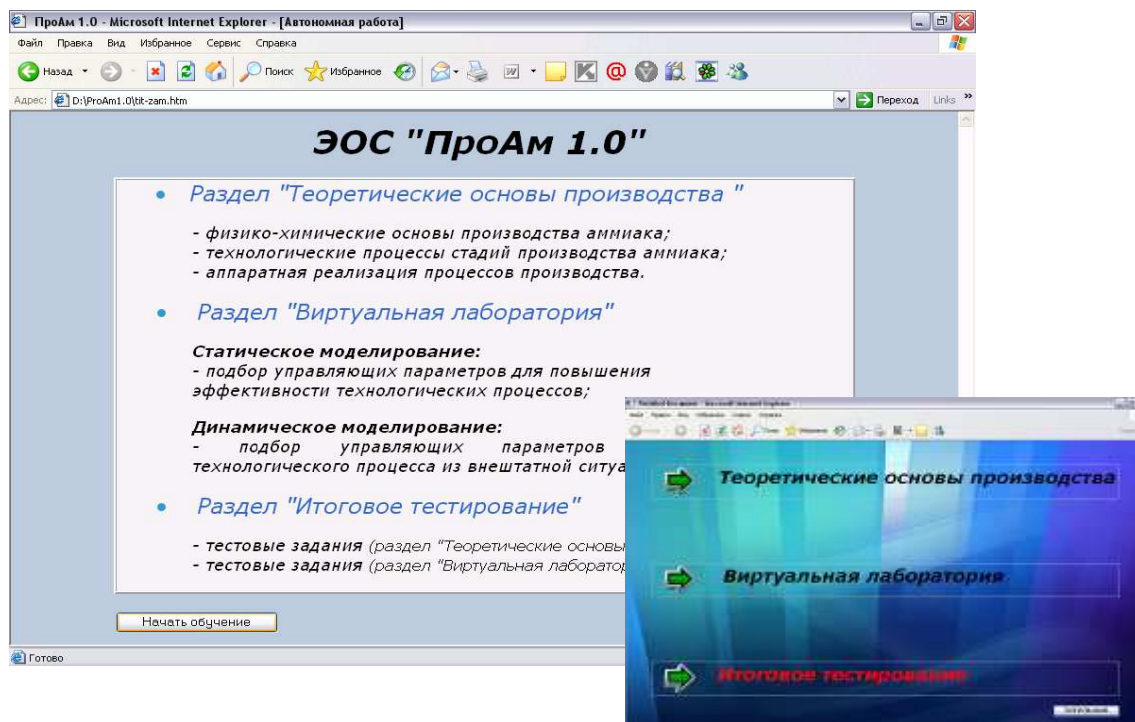 ПроАм 1.0 - Microsoft Internet Explorer - [Автономная работа]
Файл Правка Вид Избранное Сервис Справка
Назад Поиск Избранное
Адрес: D:\ProAm1.0\tit-zam.htm Переход Links
ЭОС "ПроАм 1.0"
• Раздел "Теоретические основы производства "
- физико-химические основы производства аммиака;
- технологические процессы стадий производства аммиака;
- аппаратная реализация процессов производства.
• Раздел "Виртуальная лаборатория"
Статическое моделирование:
- подбор управляющих параметров для повышения
эффективности технологических процессов;
Динамическое моделирование:
- подбор управляющих параметров
технологического процесса из внештатной ситуа
• Раздел "Итоговое тестирование"
- тестовые задания (раздел "Теоретические основы
- тестовые задания (раздел "Виртуальная лаборатор
Начать обучение
Готово
Теоретические основы производства
Виртуальная лаборатория
Итоговое тестирование